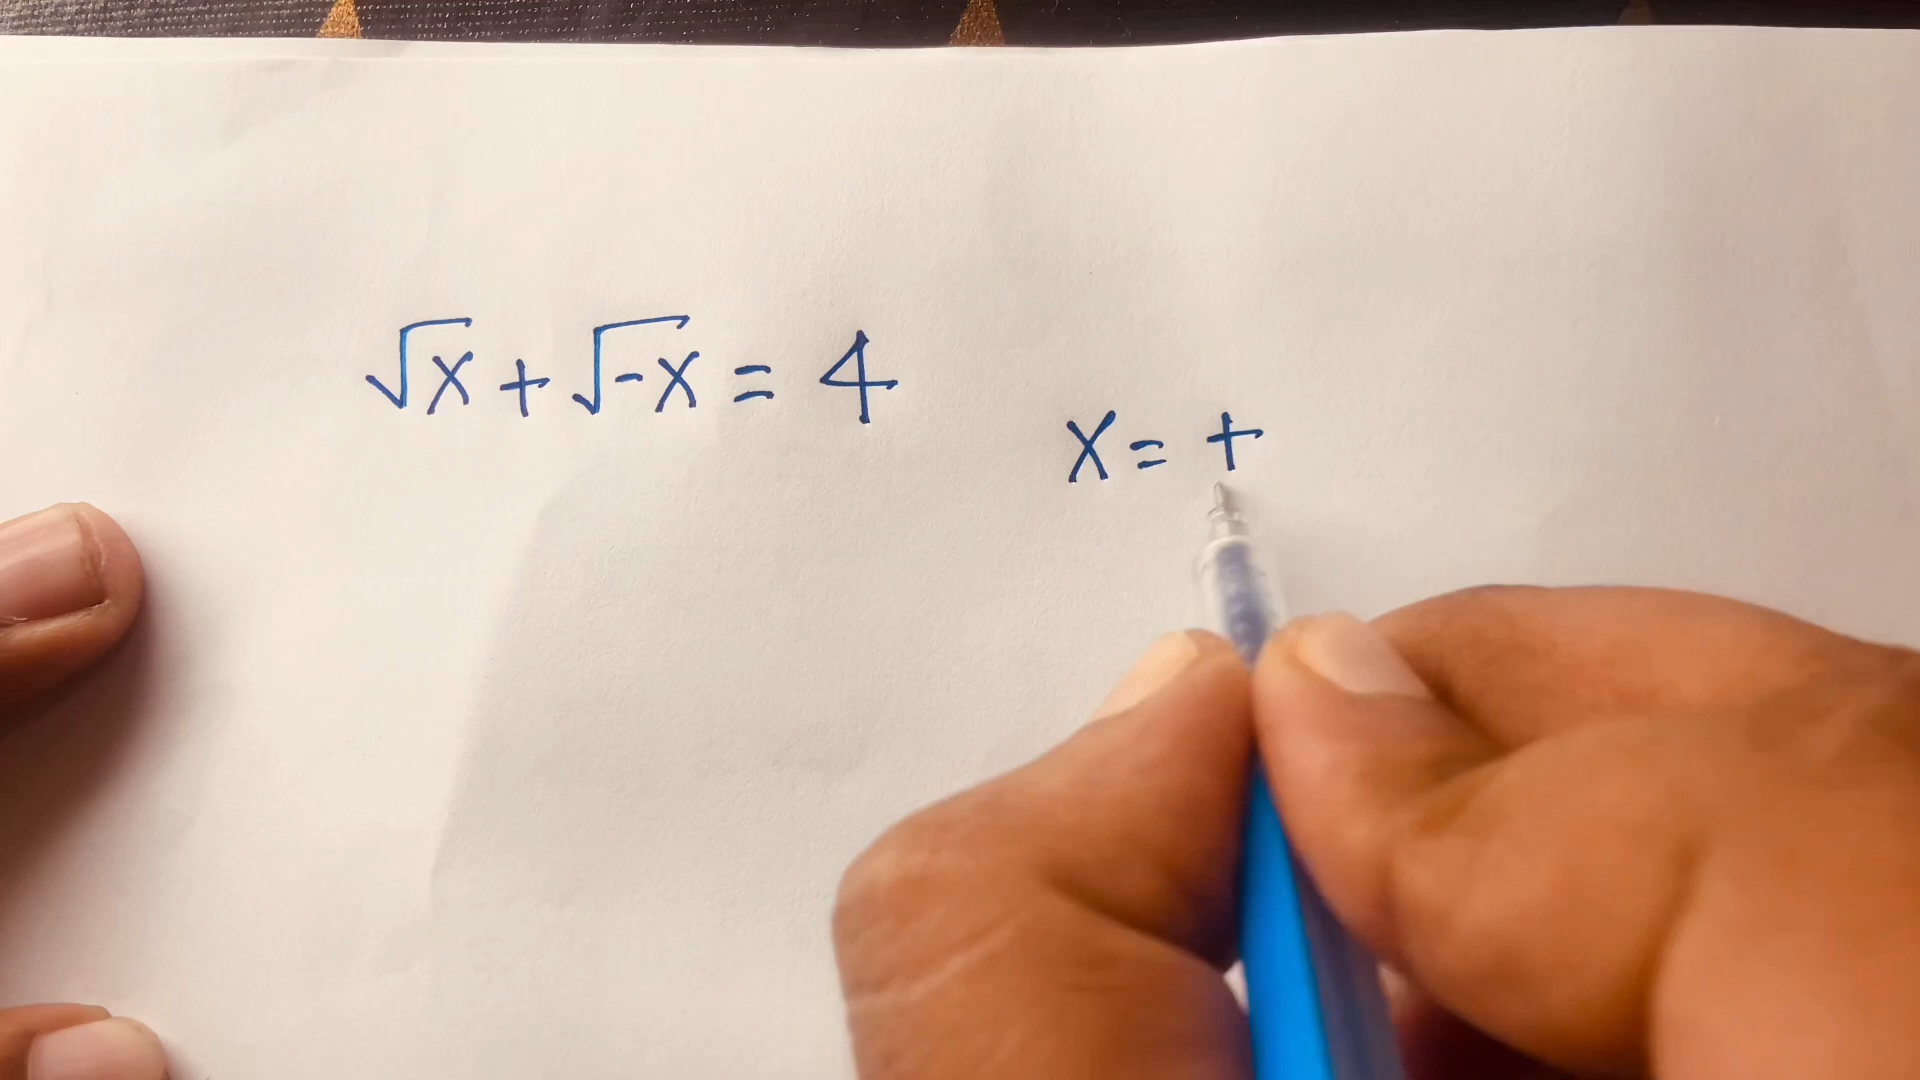 √x + √-x = 4
x = +